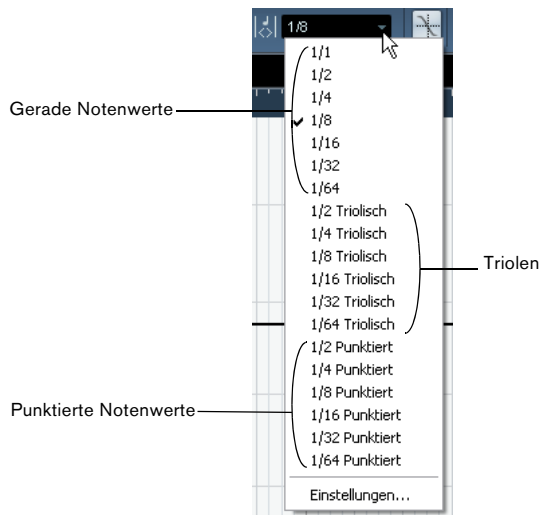 1/8
1/1
1/2
1/4
Gerade Notenwerte
1/8
1/16
1/32
1/64
1/2 Triolisch
1/4 Triolisch
1/8 Triolisch
Triolen
1/16 Triolisch
1/32 Triolisch
1/64 Triolisch
1/2 Punktiert
1/4 Punktiert
1/8 Punktiert
Punktierte Notenwerte
1/16 Punktiert
1/32 Punktiert
1/64 Punktiert
Einstellungen...